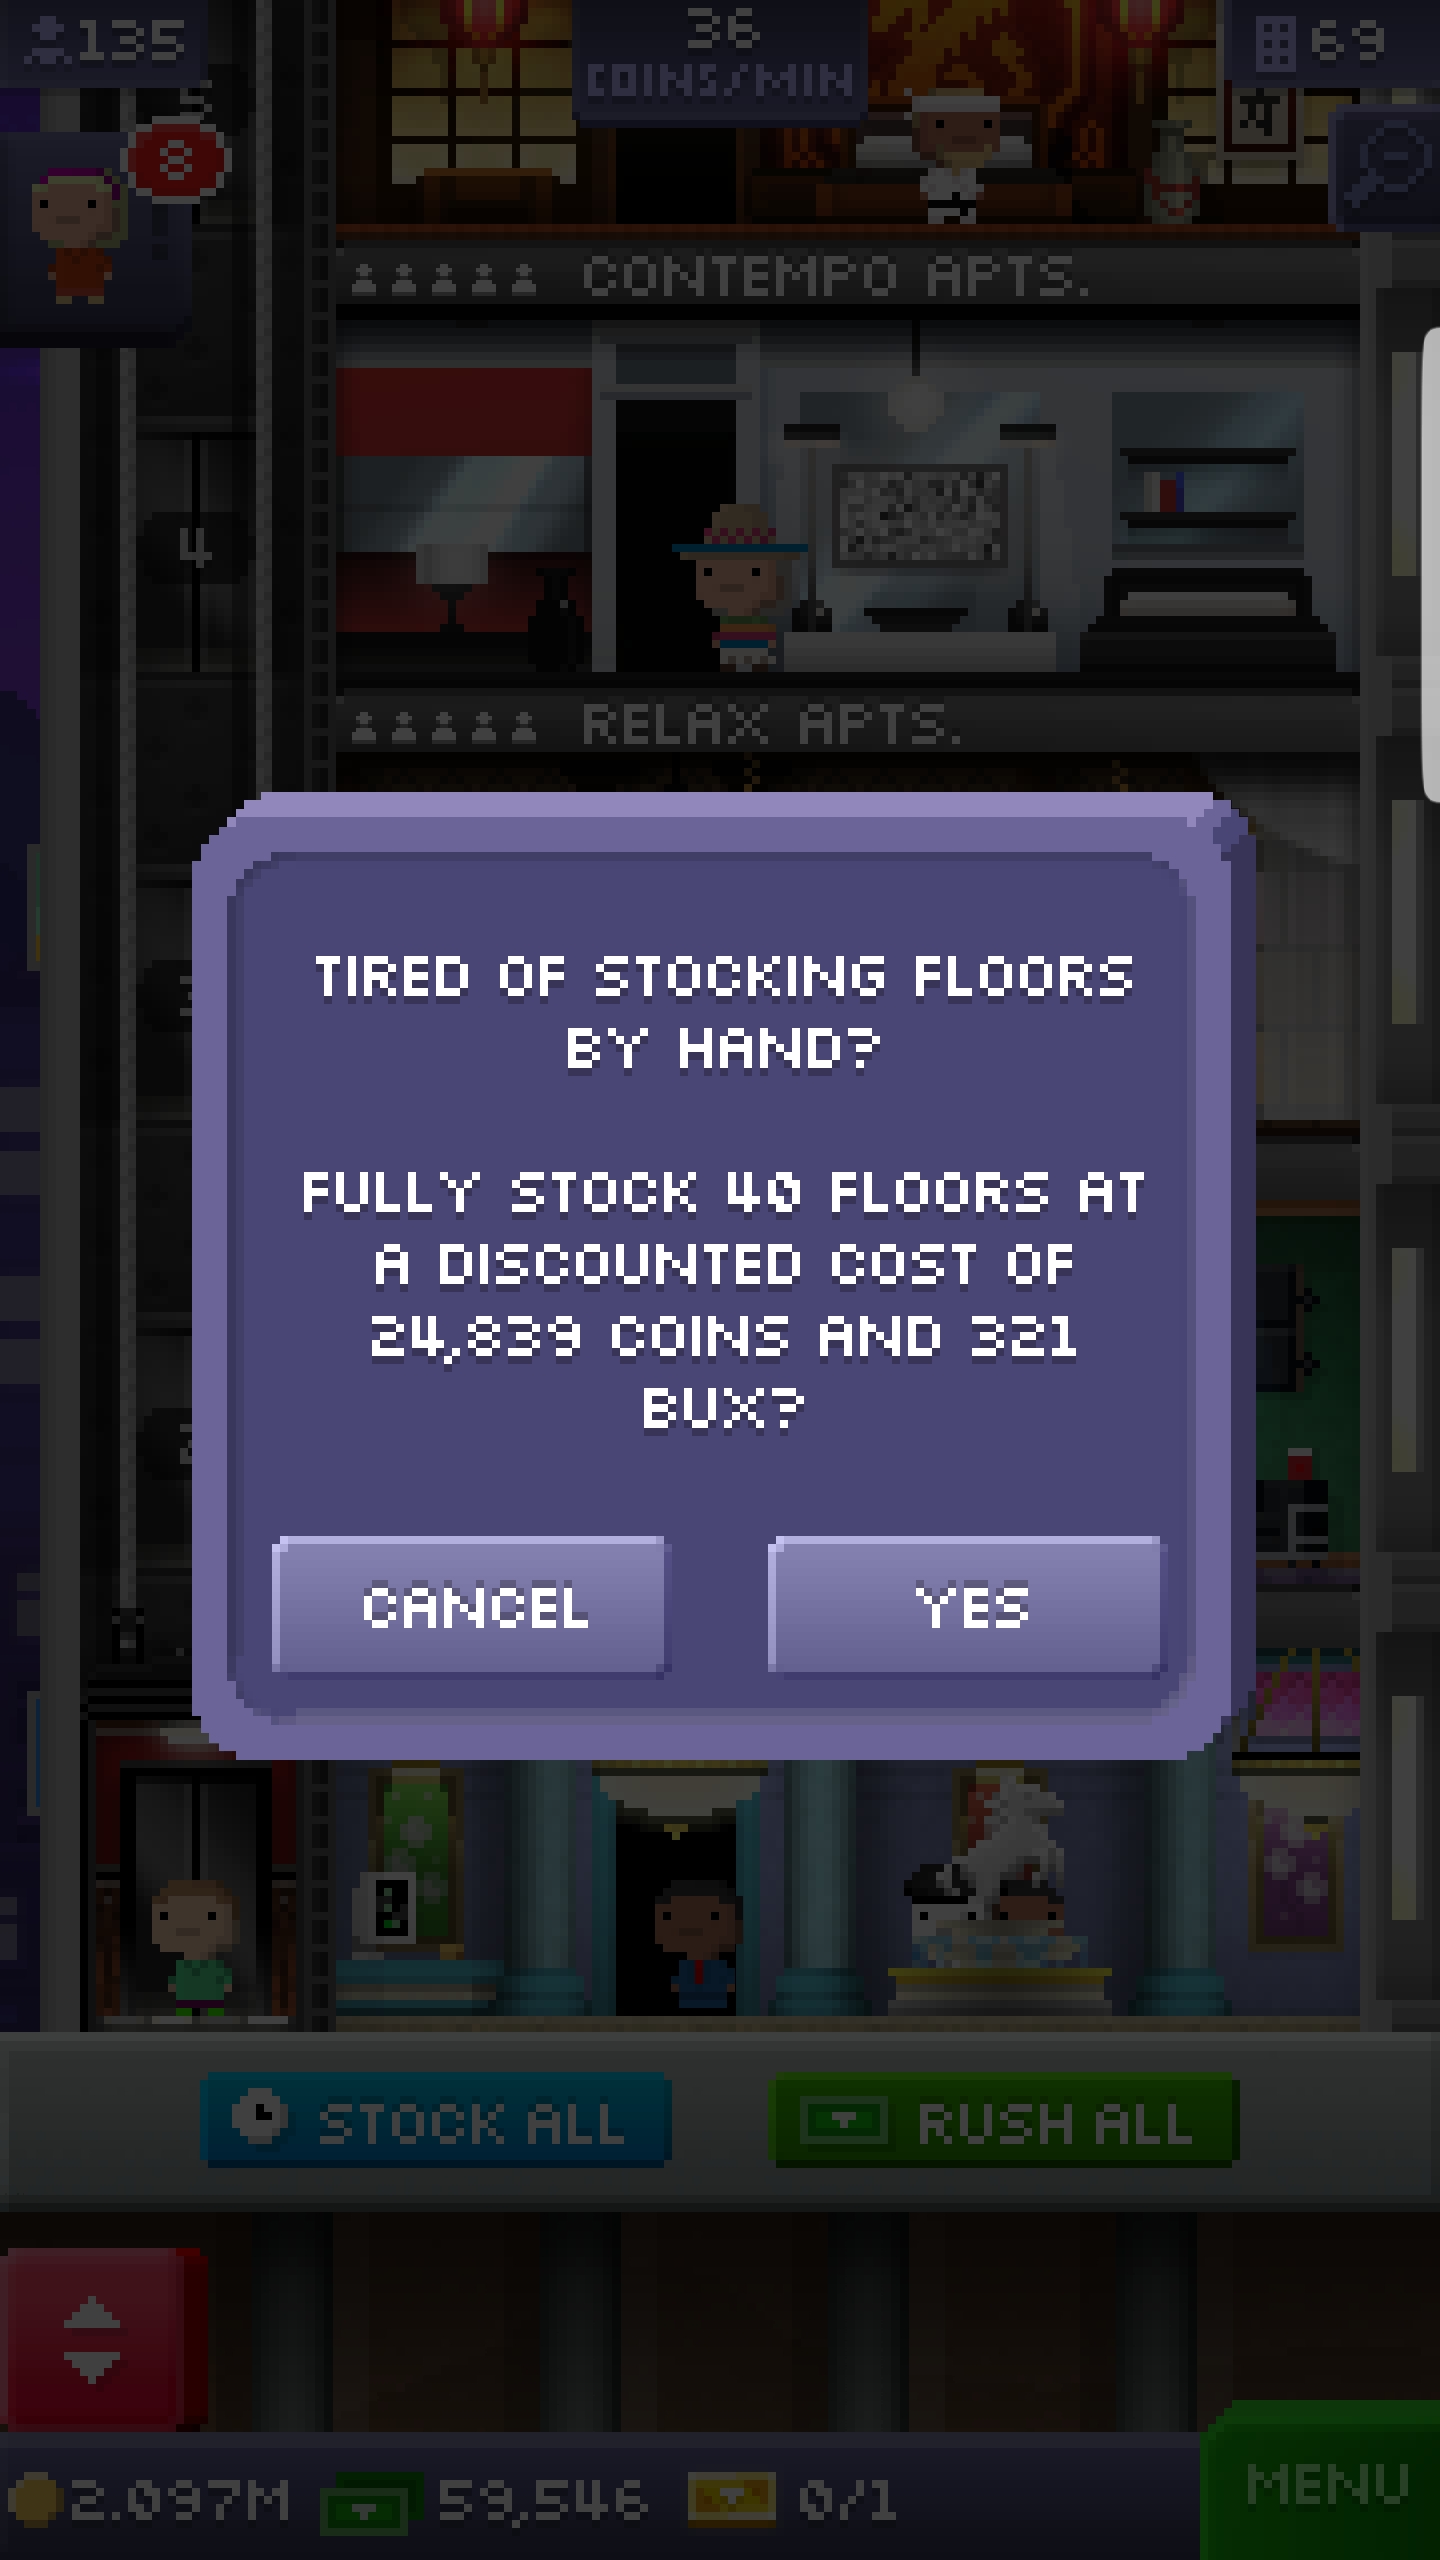 135
36
COINS/MIN
69
5
8
CONTEMPO APTS.
4
RELAX APTS.
TIRED OF STOCKING FLOORS
BY HAND?
FULLY STOCK 40 FLOORS AT
A DISCOUNTED COST OF
24,839 COINS AND 321
BUX?
CANCEL
YES
STOCK ALL
RUSH ALL
2.097M
59,546
0/1
MENU